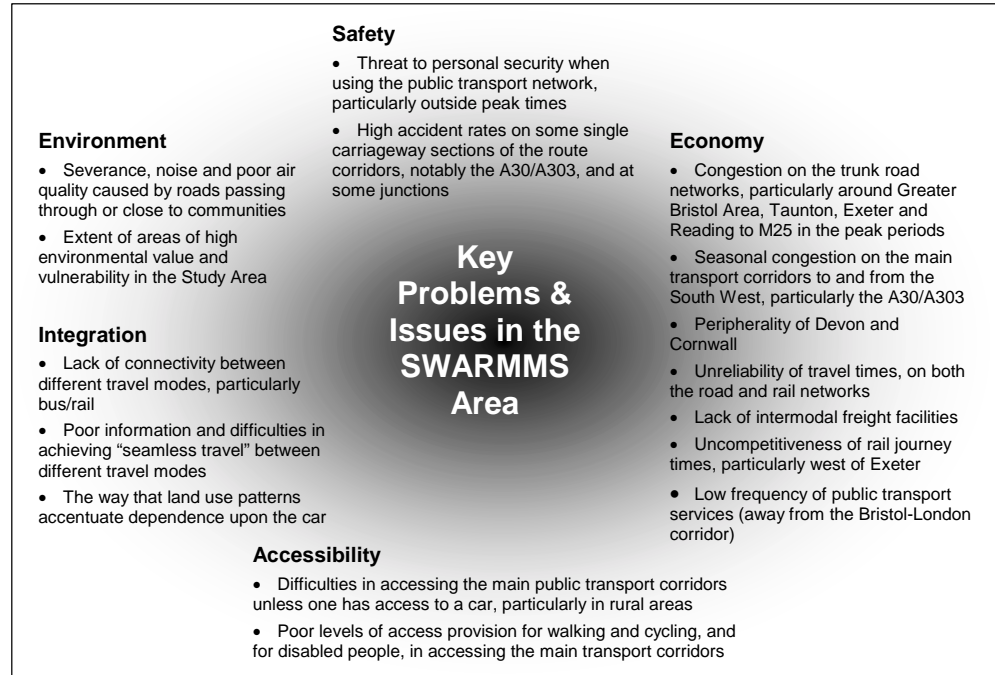 Safety
• Threat to personal security when
using the public transport network,
particularly outside peak times
• High accident rates on some single
carriageway sections of the route
corridors, notably the A30/A303, and at
some junctions
Environment
• Severance, noise and poor air
quality caused by roads passing
through or close to communities
• Extent of areas of high
environmental value and
vulnerability in the Study Area
Economy
• Congestion on the trunk road
networks, particularly around Greater
Bristol Area, Taunton, Exeter and
Reading to M25 in the peak periods
• Seasonal congestion on the main
transport corridors to and from the
South West, particularly the A30/A303
• Peripherality of Devon and
Cornwall
• Unreliability of travel times, on both
the road and rail networks
• Lack of intermodal freight facilities
• Uncompetitiveness of rail journey
times, particularly west of Exeter
• Low frequency of public transport
services (away from the Bristol-London
corridor)
Key
Problems &
Issues in the
SWARMMS
Area
Integration
• Lack of connectivity between
different travel modes, particularly
bus/rail
• Poor information and difficulties in
achieving “seamless travel” between
different travel modes
• The way that land use patterns
accentuate dependence upon the car
Accessibility
• Difficulties in accessing the main public transport corridors
unless one has access to a car, particularly in rural areas
• Poor levels of access provision for walking and cycling, and
for disabled people, in accessing the main transport corridors